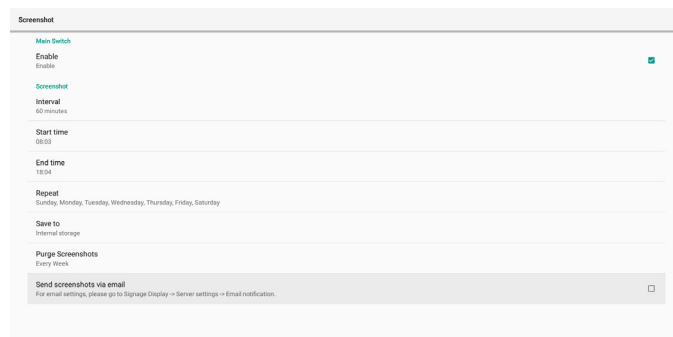 Screenshot
Main Switch
Enable
Enable
Screenshot
Interval
60 minutes
Start time
08:03
End time
18:04
Repeat
Sunday, Monday, Tuesday, Wednesday, Thursday, Friday, Saturday
Save to
Internal storage
Purge Screenshots
Every Week
Send screenshots via email
For email settings, please go to Signage Display -> Server settings -> Email notification.